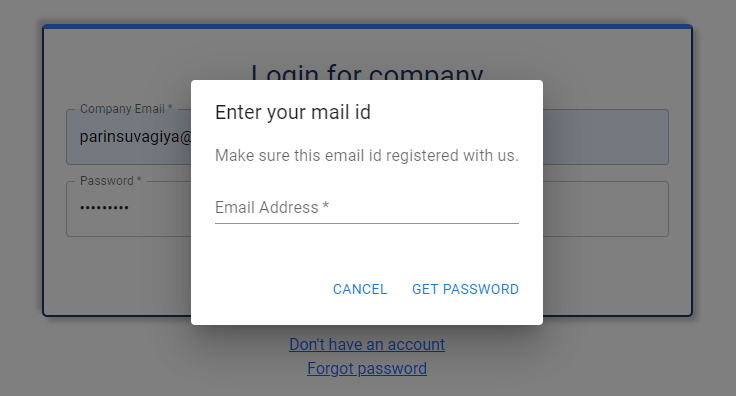 Login for company
Company Email *
parinsuvagiya@
Password *
•••••••••
Enter your mail id
Make sure this email id registered with us.
Email Address *
CANCEL GET PASSWORD
Don't have an account
Forgot password